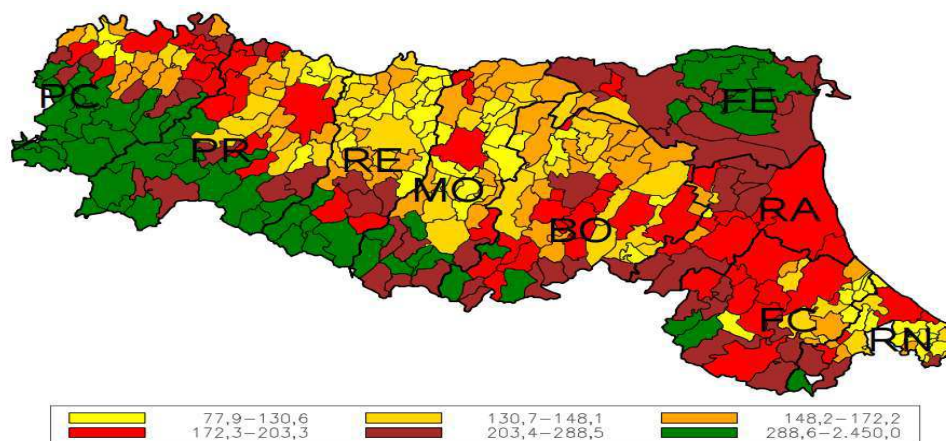 PC
FE
PR
RE
MO
RA
BO
FC
RN
77,9–130,6 130,7–148,1 148,2–172,2
172,3–203,3 203,4–288,5 288,6–2.450,0